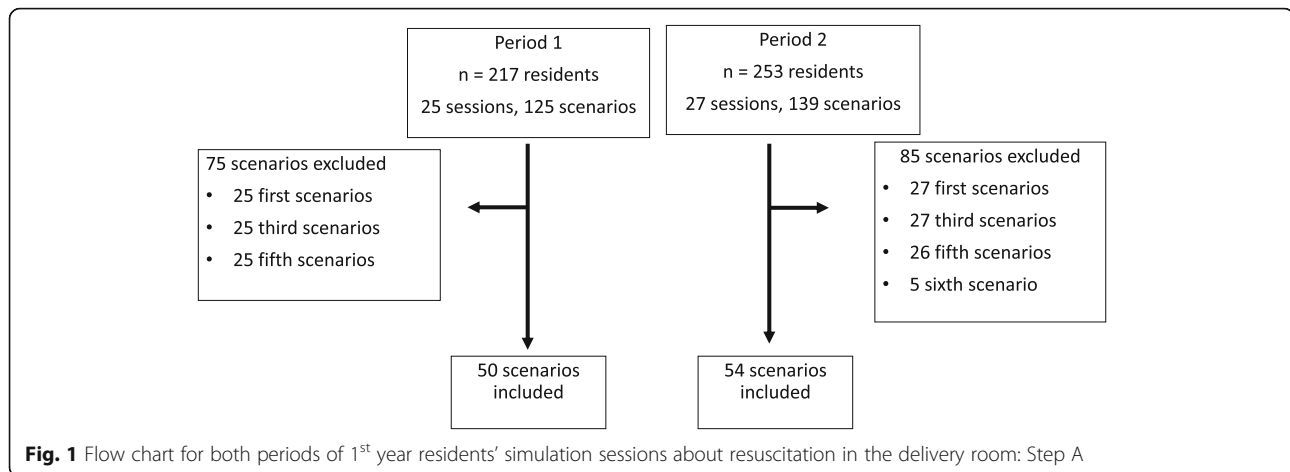 Period 1
n = 217 residents
25 sessions, 125 scenarios
Period 2
n = 253 residents
27 sessions, 139 scenarios
75 scenarios excluded
• 25 first scenarios
• 25 third scenarios
• 25 fifth scenarios
85 scenarios excluded
• 27 first scenarios
• 27 third scenarios
• 26 fifth scenarios
• 5 sixth scenario
50 scenarios
included
54 scenarios
included
Fig. 1 Flow chart for both periods of 1st year residents’ simulation sessions about resuscitation in the delivery room: Step A